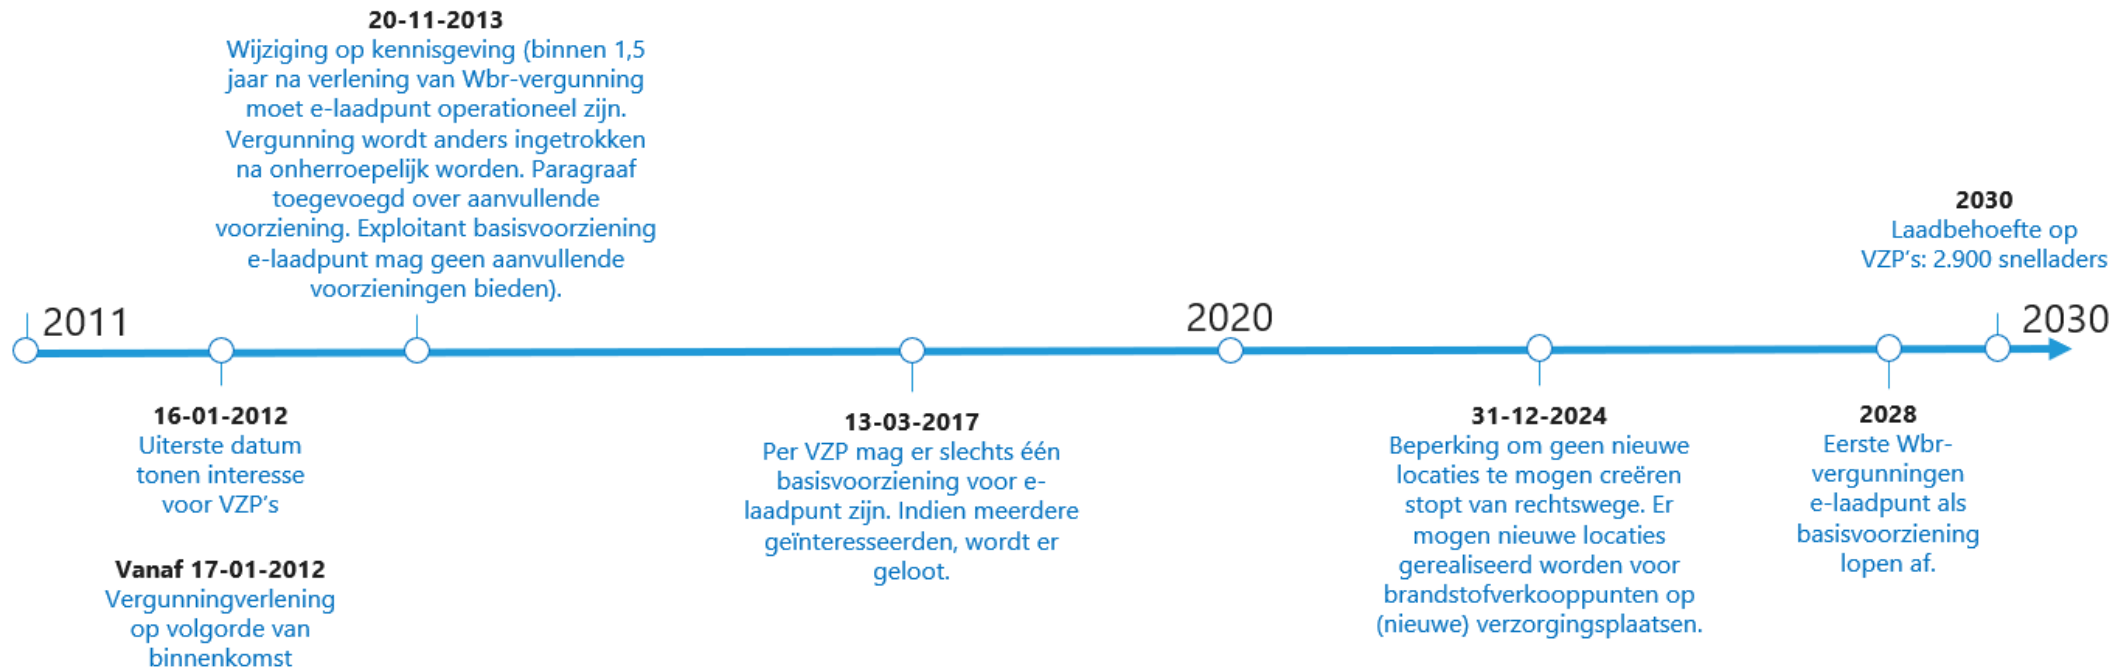 20-11-2013
Wijziging op kennisgeving (binnen 1,5
jaar na verlening van Wbr-vergunning
moet e-laadpunt operationeel zijn.
Vergunning wordt anders ingetrokken
na onherroepelijk worden. Paragraaf
toegevoegd over aanvullende
voorziening. Exploitant basisvoorziening
e-laadpunt mag geen aanvullende
voorzieningen bieden).
2030
Laadbehoefte op
VZP's: 2.900 snelladers
2011
2020
2030
16-01-2012
Uiterste datum
tonen interesse
voor VZP's
Vanaf 17-01-2012
Vergunningverlening
op volgorde van
binnenkomst
13-03-2017
Per VZP mag er slechts één
basisvoorziening voor e-
laadpunt zijn. Indien meerdere
geïnteresseerden, wordt er
geloot.
31-12-2024
Beperking om geen nieuwe
locaties te mogen creëren
stopt van rechtswege. Er
mogen nieuwe locaties
gerealiseerd worden voor
brandstofverkooppunten op
(nieuwe) verzorgingsplaatsen.
2028
Eerste Wbr-
vergunningen
e-laadpunt als
basisvoorziening
lopen af.